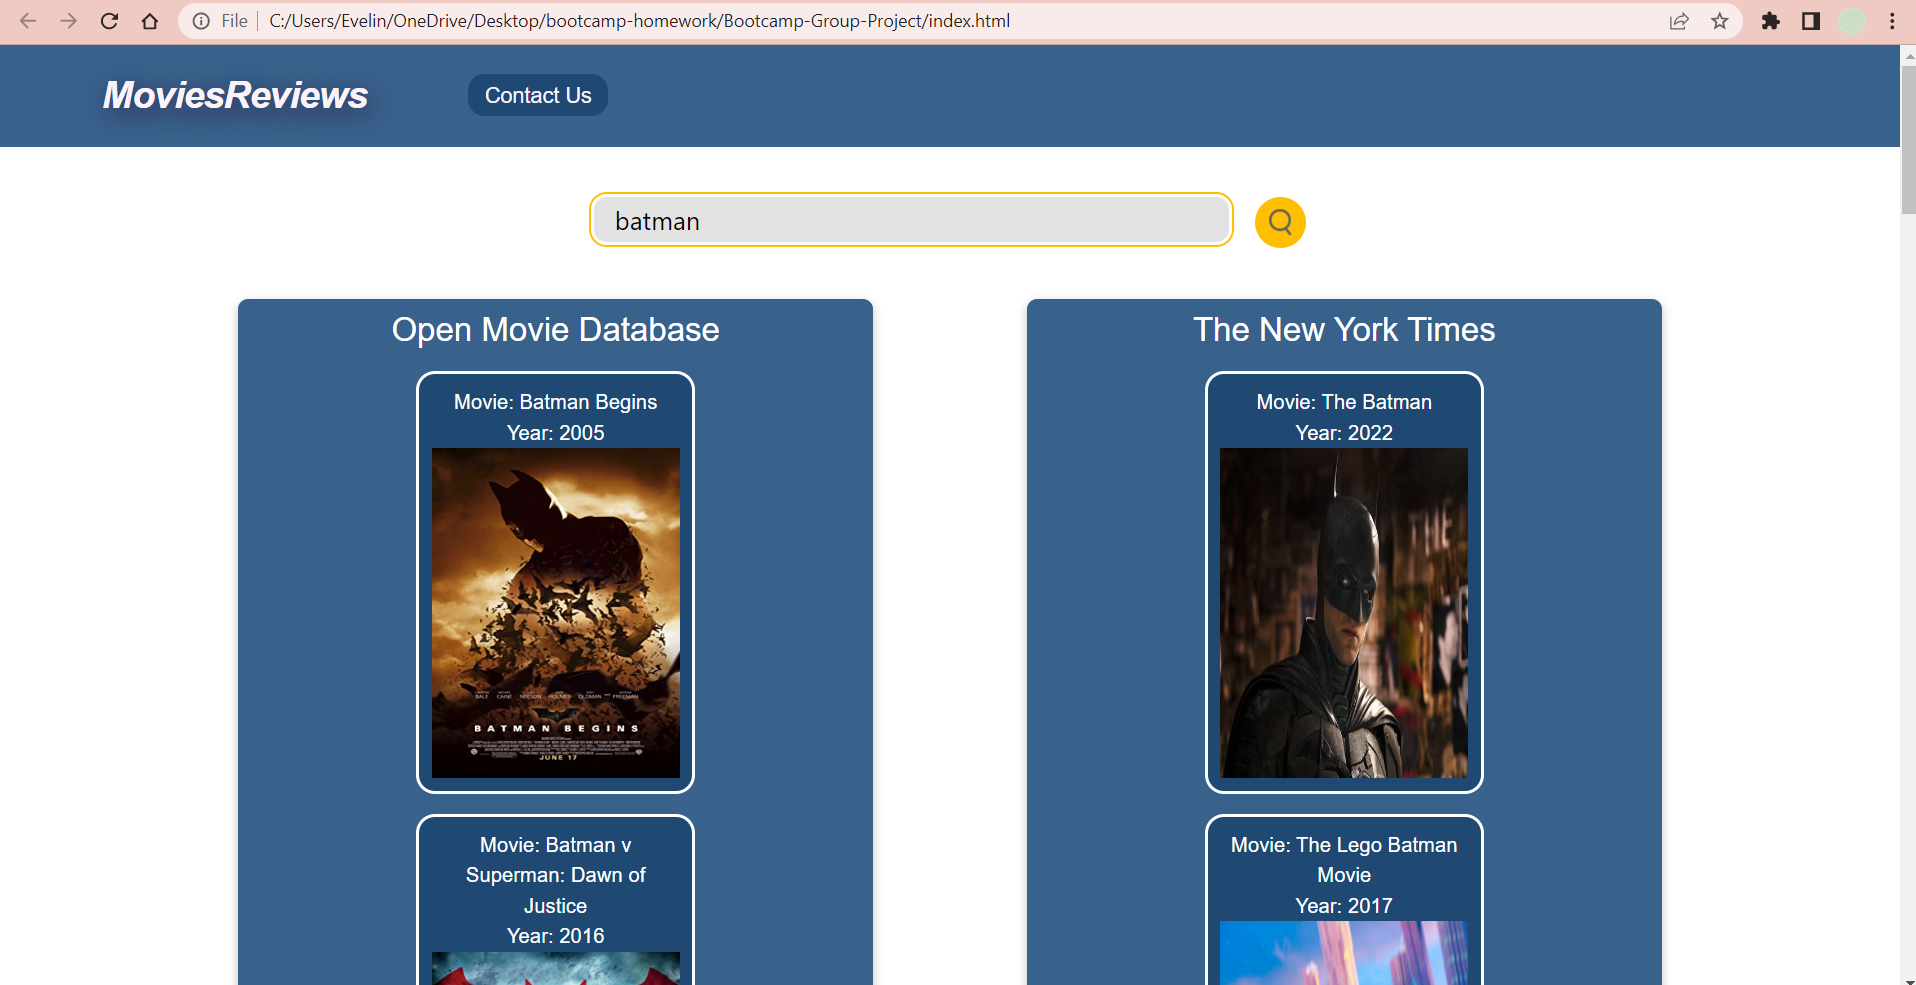 File
C:/Users/Evelin/OneDrive/Desktop/bootcamp-homework/Bootcamp-Group-Project/index.html
MoviesReviews
Contact Us
batman
Open Movie Database
Movie: Batman Begins
Year: 2005
BATMAN BEGINS
JUNE 17
Movie: Batman v
Superman: Dawn of
Justice
Year: 2016
The New York Times
Movie: The Batman
Year: 2022
THE
Movie: The Lego Batman
Movie
Year: 2017